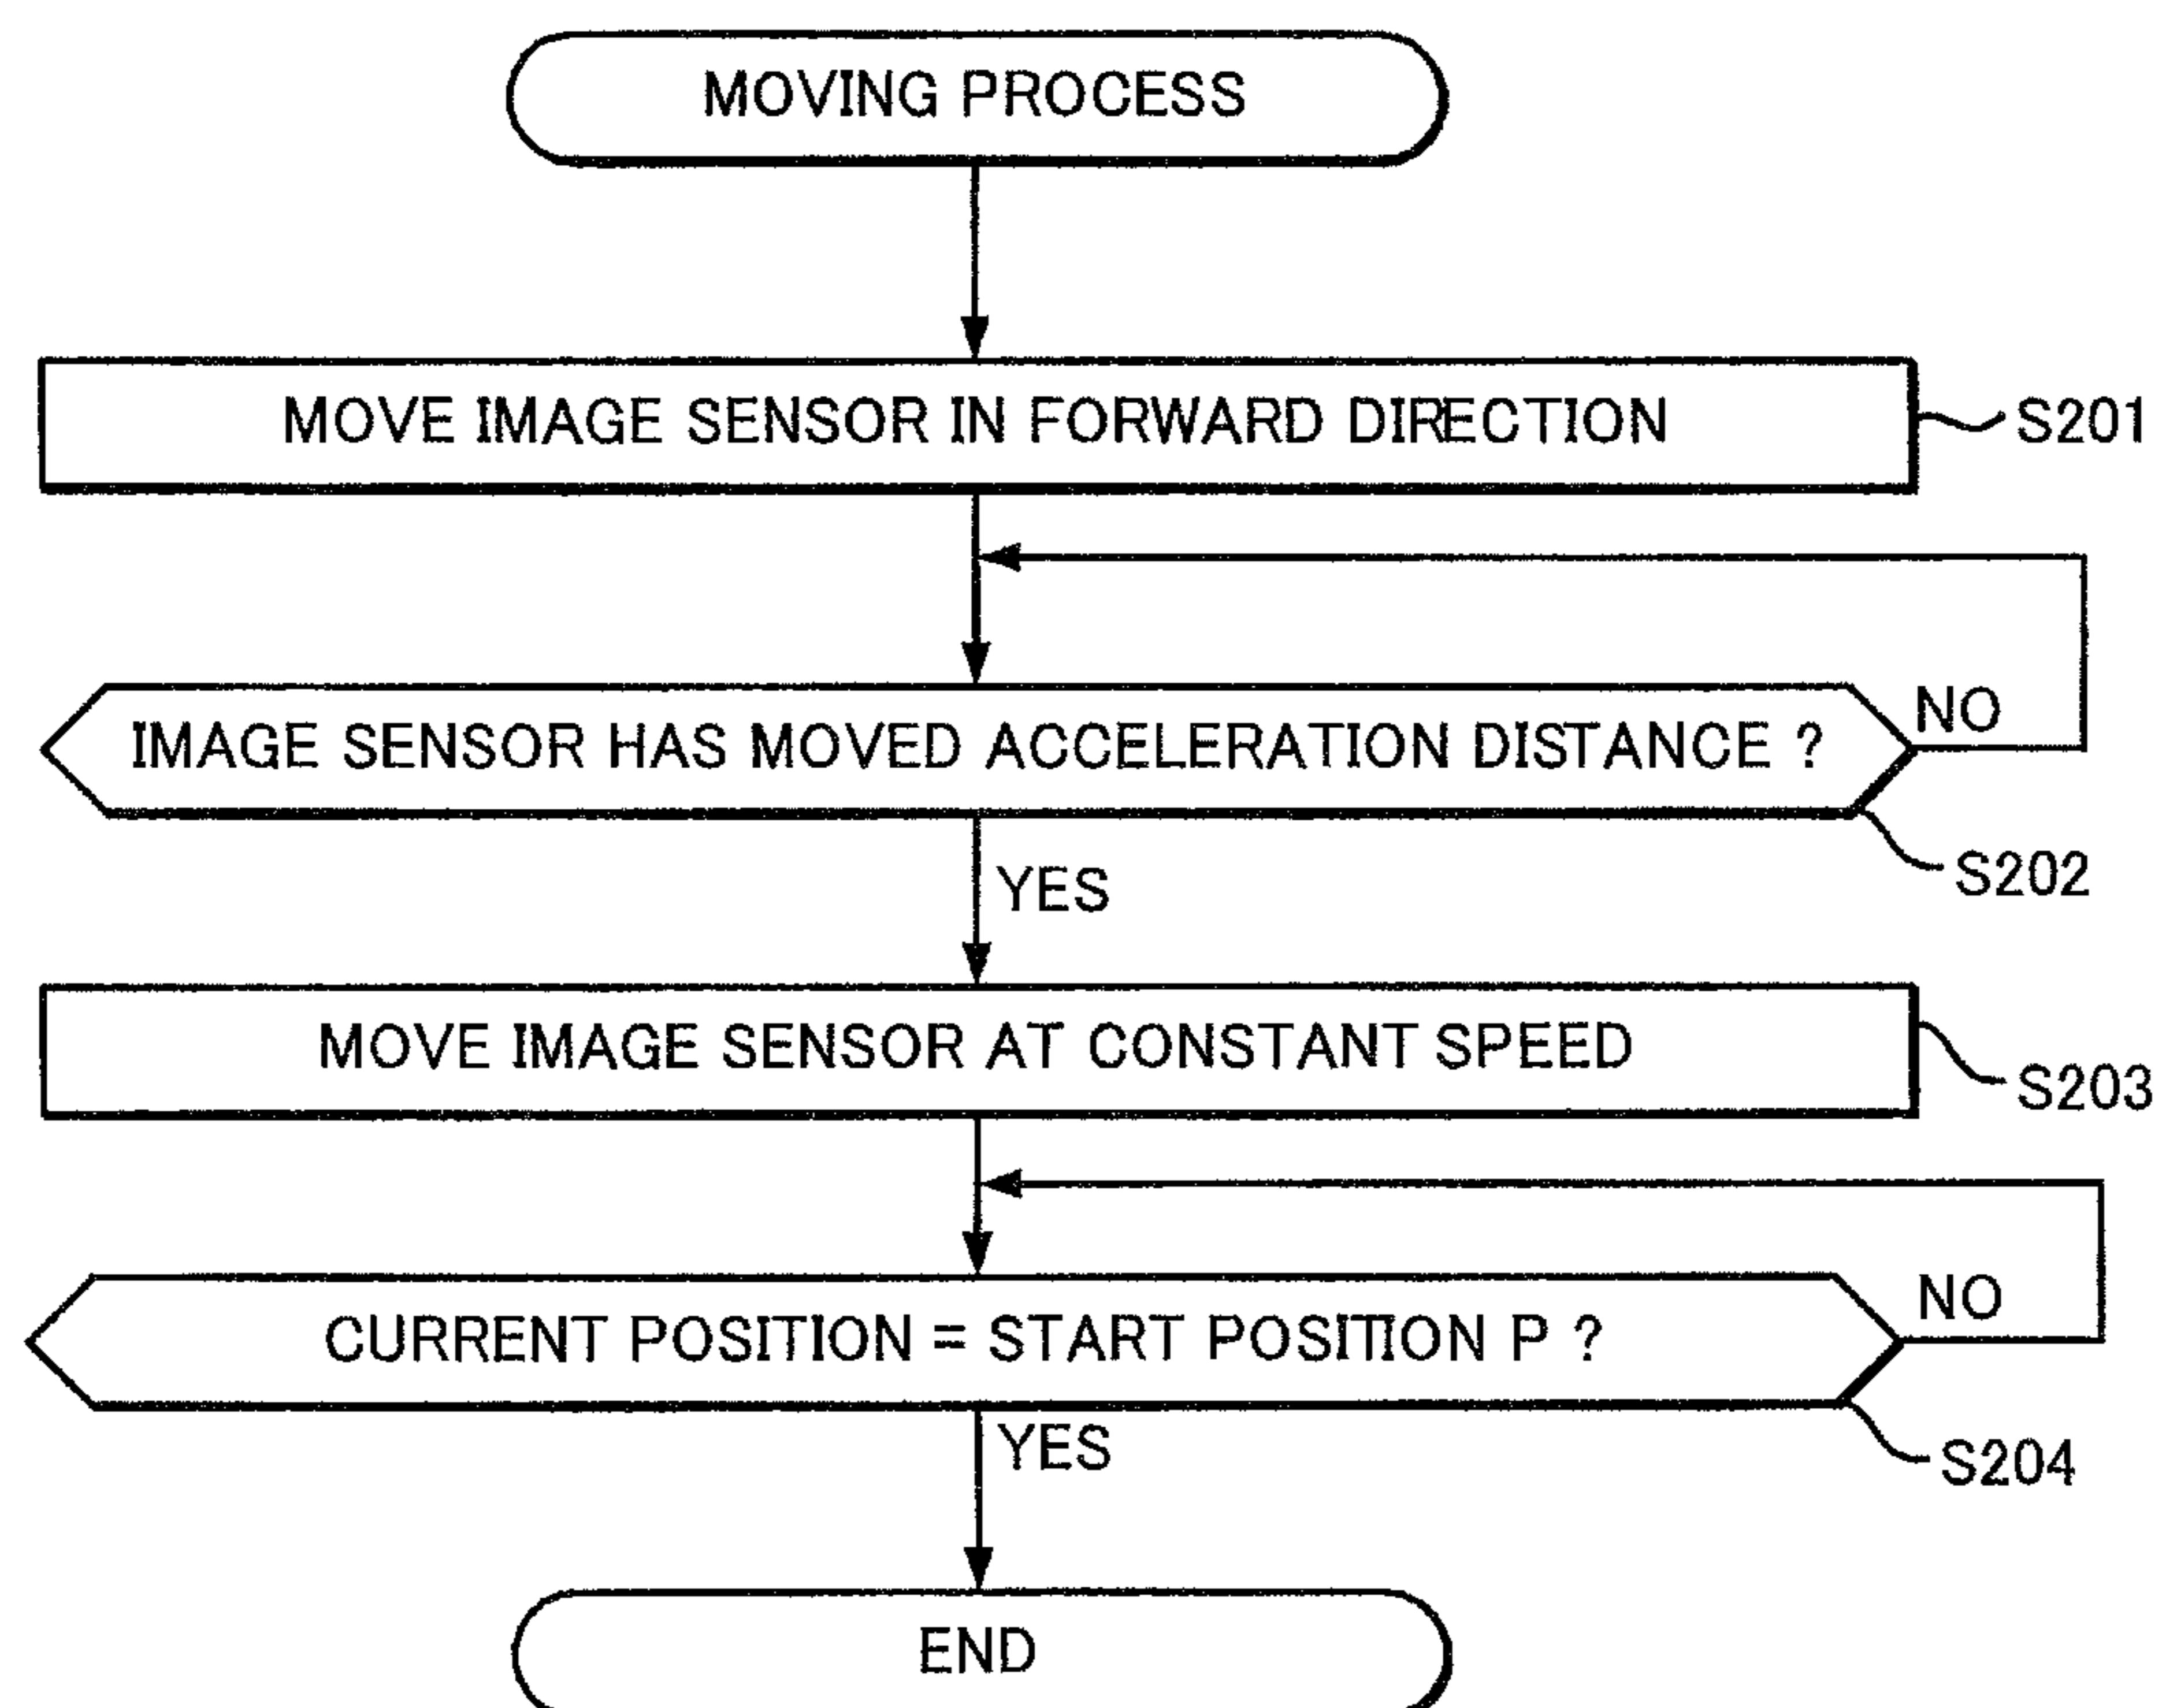 MOVING PROCESS
MOVE IMAGE SENSOR IN FORWARD DIRECTION
S201
IMAGE SENSOR HAS MOVED ACCELERATION DISTANCE ?
NO
S202
YES
MOVE IMAGE SENSOR AT CONSTANT SPEED
S203
CURRENT POSITION = START POSITION P ?
NO
YES
S204
END